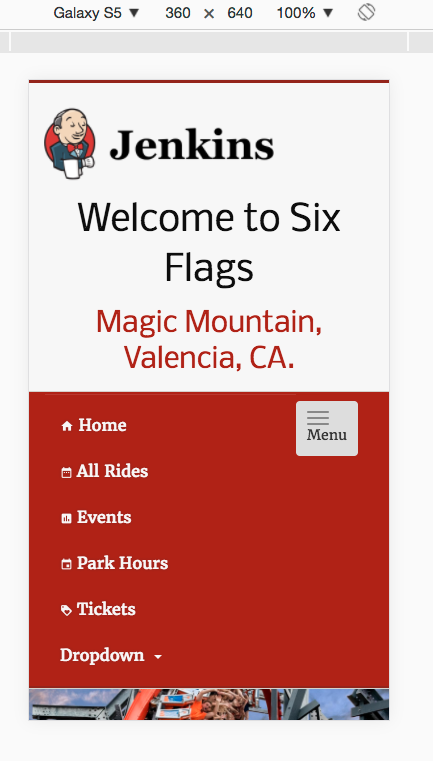 Galaxy S5 ▼ 360 × 640 100% ▼
Jenkins
Welcome to Six
Flags
Magic Mountain,
Valencia, CA.
Home
Menu
All Rides
Events
Park Hours
Tickets
Dropdown